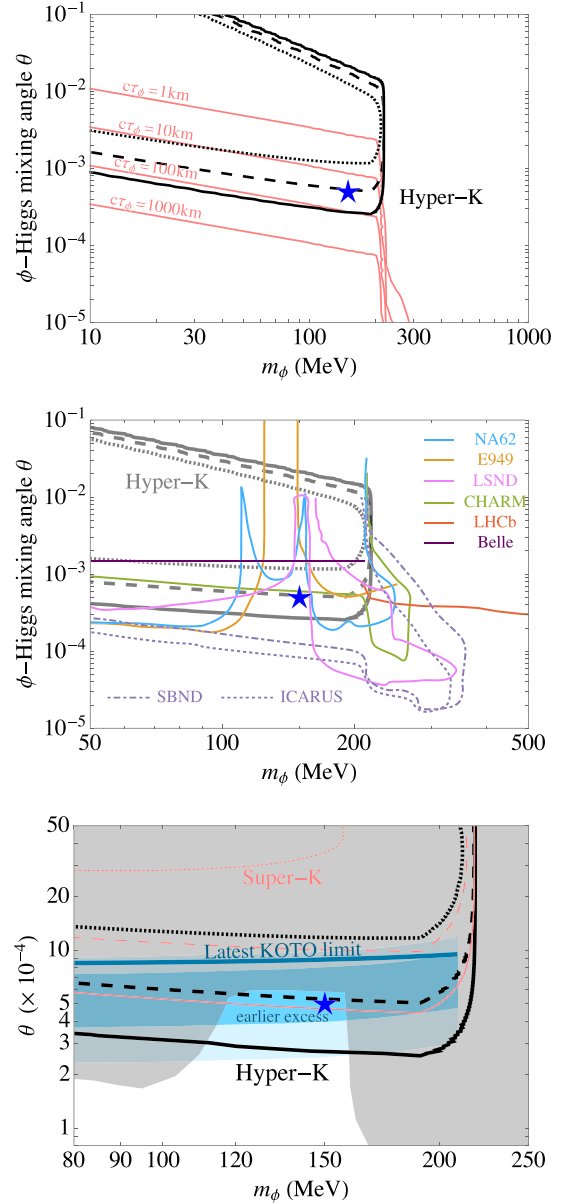 10⁻¹
10⁻²
10⁻³
10⁻⁴
10⁻⁵
ϕ−Higgs mixing angle θ
cτϕ = 1km
cτϕ = 10km
cτϕ = 100km
cτϕ = 1000km
Hyper−K
10 30 100 300 1000
mϕ (MeV)
10⁻¹
10⁻²
10⁻³
10⁻⁴
10⁻⁵
ϕ−Higgs mixing angle θ
Hyper−K
NA62
E949
LSND
CHARM
LHCb
Belle
SBND ICARUS
50 100 200 500
mϕ (MeV)
50
10
5
4
3
2
1
θ (× 10⁻⁴)
Super−K
Latest KOTO limit
earlier excess
Hyper−K
80 90 100 120 150 200 250
mϕ (MeV)